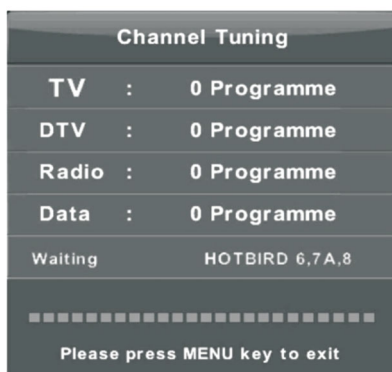 Channel Tuning
TV : 0 Programme
DTV : 0 Programme
Radio : 0 Programme
Data : 0 Programme
Waiting HOTBIRD 6,7A,8
Please press MENU key to exit